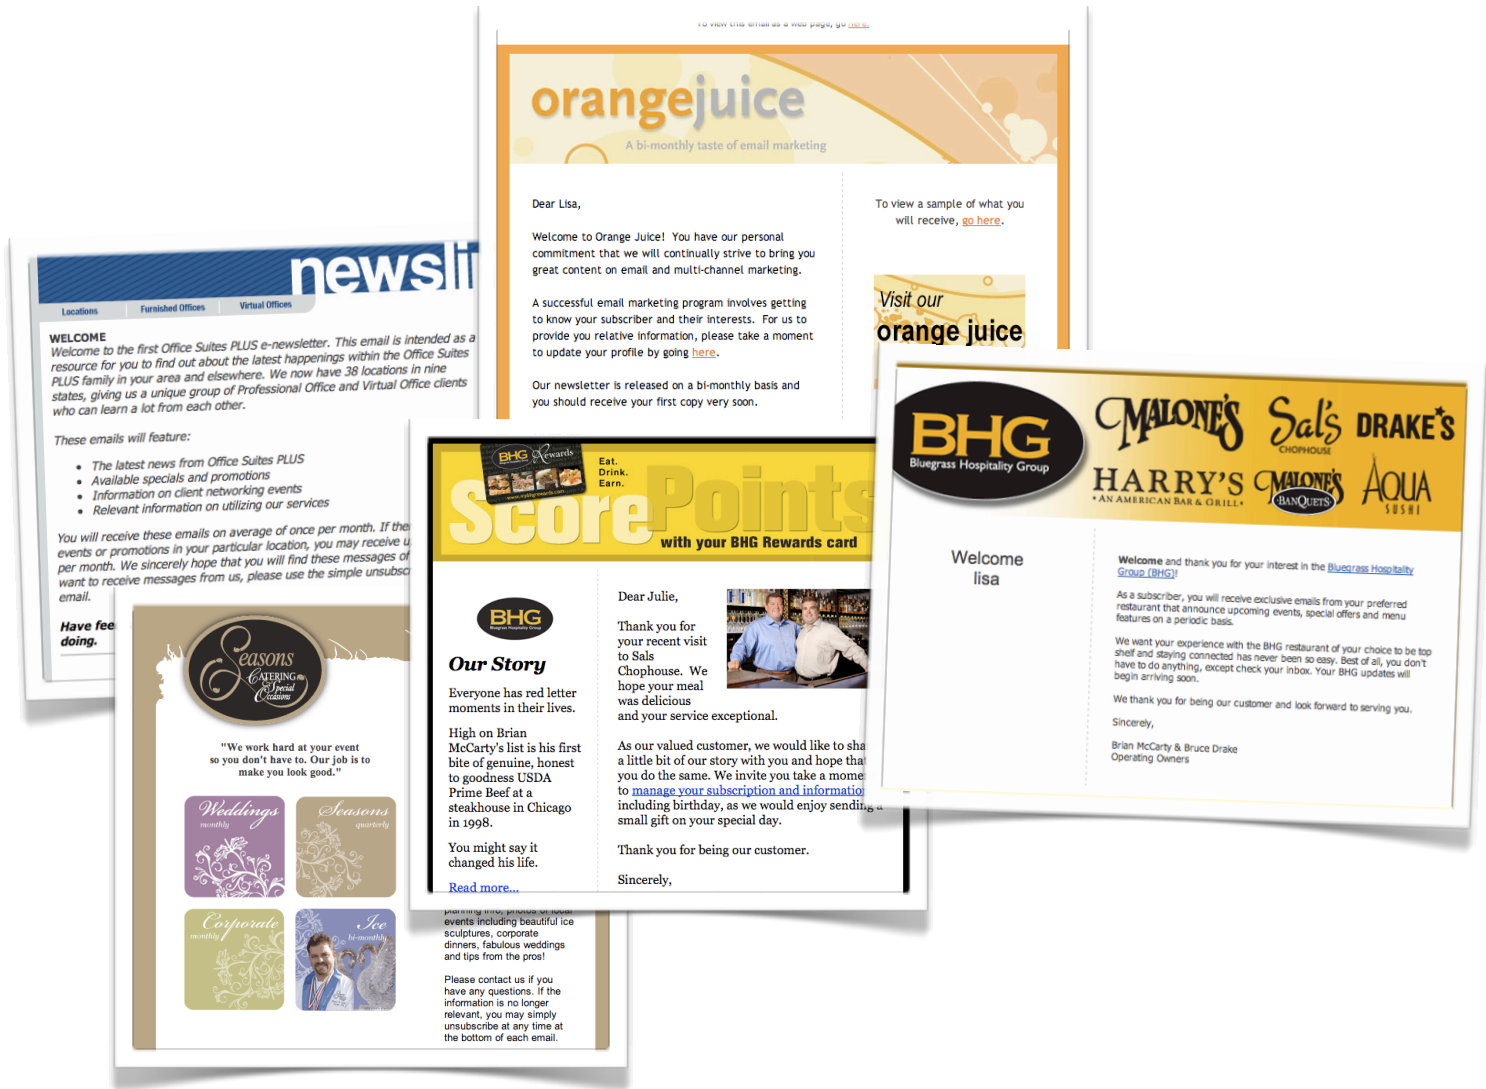 To view this email as a web page, go here.
orangejuice
A bi-monthly taste of email marketing
Dear Lisa,
Welcome to Orange Juice! You have our personal
commitment that we will continually strive to bring you
great content on email and multi-channel marketing.
A successful email marketing program involves getting
to know your subscriber and their interests. For us to
provide you relative information, please take a moment
to update your profile by going here.
Our newsletter is released on a bi-monthly basis and
you should receive your first copy very soon.
To view a sample of what you
will receive, go here.
Visit our
orange juice
newsli
Locations
Furnished Offices
Virtual Offices
WELCOME
Welcome to the first Office Suites PLUS e-newsletter. This email is intended as a
resource for you to find out about the latest happenings within the Office Suites
PLUS family in your area and elsewhere. We now have 38 locations in nine
states, giving us a unique group of Professional Office and Virtual Office clients
who can learn a lot from each other.
These emails will feature:
• The latest news from Office Suites PLUS
• Available specials and promotions
• Information on client networking events
• Relevant information on utilizing our services
You will receive these emails on average of once per month. If
events or promotions in your particular location, you may receive
per month. We sincerely hope that you will find these messages of
want to receive messages from us, please use the simple
email.
Have
doing.
BHG
Bluegrass Hospitality Group
MALONE'S
Sal's
CHOPHOUSE
DRAKE'S
HARRY'S
• AN AMERICAN BAR & GRILL •
MALONE'S
BANQUETS
AQUA
SUSHI
Welcome
lisa
Welcome and thank you for your interest in the Bluegrass Hospitality
Group (BHG)!
As a subscriber, you will receive exclusive emails from your preferred
restaurant that announce upcoming events, special offers and menu
features on a periodic basis.
We want your experience with the BHG restaurant of your choice to be top
shelf and staying connected has never been so easy. Best of all, you don't
have to do anything, except check your inbox. Your BHG updates will
begin arriving soon.
We thank you for being our customer and look forward to serving you.
Sincerely,
Brian McCarty & Bruce Drake
Operating Owners
BHG Rewards
www.mybhgrewards.com
Eat.
Drink.
Earn.
ScorePoints
with your BHG Rewards card
BHG
Bluegrass Hospitality Group
Our Story
Everyone has red letter
moments in their lives.
High on Brian
McCarty's list is his first
bite of genuine, honest
to goodness USDA
Prime Beef at a
steakhouse in Chicago
in 1998.
You might say it
changed his life.
Read more...
Dear Julie,
Thank you for
your recent visit
to Sals
Chophouse. We
hope your meal
was delicious
and your service exceptional.
As our valued customer, we would like to
a little bit of our story with you and hope that
you do the same. We invite you take a
to manage your subscription and information
including birthday, as we would enjoy sending a
small gift on your special day.
Thank you for being our customer.
Sincerely,
Seasons
CATERING
Special
Occasions
"We work hard at your event
so you don't have to. Our job is to
make you look good."
Weddings
monthly
Seasons
quarterly
Corporate
monthly
Ice
bi-monthly
planning info, photos of local
events including beautiful ice
sculptures, corporate
dinners, fabulous weddings
and tips from the pros!
Please contact us if you
have any questions. If the
information is no longer
relevant, you may simply
unsubscribe at any time at
the bottom of each email.